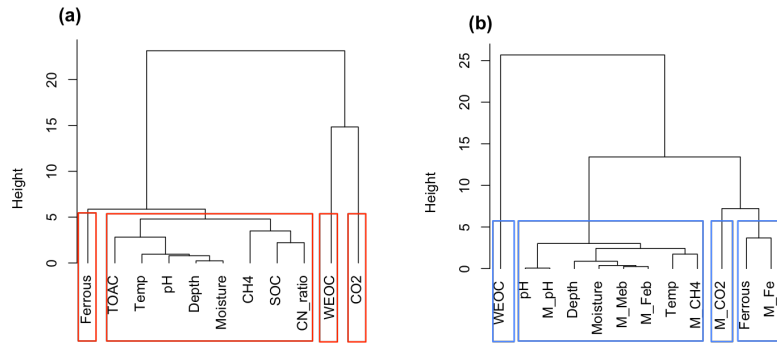 (a)
Height
0
5
10
15
20
Ferrous
TOAC
Temp
pH
Depth
Moisture
CH4
SOC
CN_ratio
WEOC
CO2
(b)
Height
0
5
10
15
20
25
WEOC
pH
M_pH
Depth
Moisture
M_Meb
M_Feb
Temp
M_CH4
M_CO2
Ferrous
M_Fe